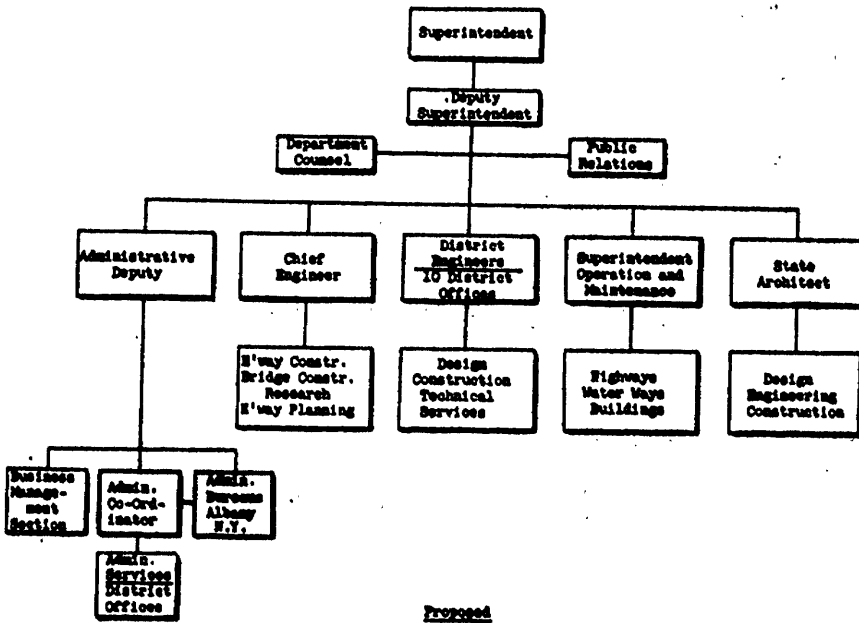 Superintendent
Deputy
Superintendent
Department
Counsel
Public
Relations
Administrative
Deputy
Chief
Engineer
District
Engineers
10 District
Offices
Superintendent
Operation and
Maintenance
State
Architect
H'way Constr.
Bridge Constr.
Research
H'way Planning
Design
Construction
Technical
Services
Highways
Water Ways
Buildings
Design
Engineering
Construction
Business
Manage-
ment
Section
Admin.
Co-Ord-
inator
Admin.
Bureaus
Albany
N.Y.
Admin.
Services
District
Offices
Proposed